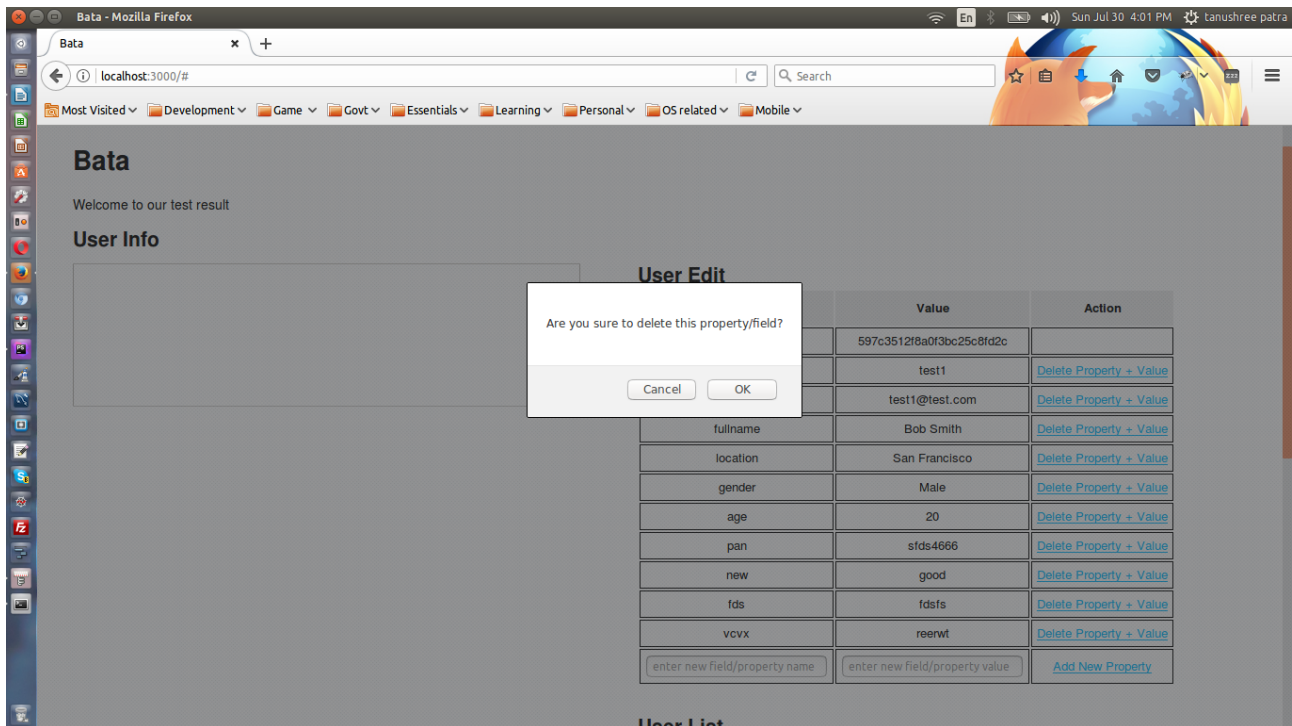 Bata - Mozilla Firefox
En
Sun Jul 30 4:01 PM
tanushree patra
Bata
localhost:3000/#
Search
Most Visited
Development
Game
Govt
Essentials
Learning
Personal
OS related
Mobile
Bata
Welcome to our test result
User Info
User Edit
Value Action
597c3512f8a0f3bc25c8fd2c
test1 Delete Property + Value
test1@test.com Delete Property + Value
Are you sure to delete this property/field?
Cancel OK
fullname Bob Smith Delete Property + Value
location San Francisco Delete Property + Value
gender Male Delete Property + Value
age 20 Delete Property + Value
pan sfds4666 Delete Property + Value
new good Delete Property + Value
fds fdsfs Delete Property + Value
vcvx reerwt Delete Property + Value
enter new field/property name enter new field/property value Add New Property
User List